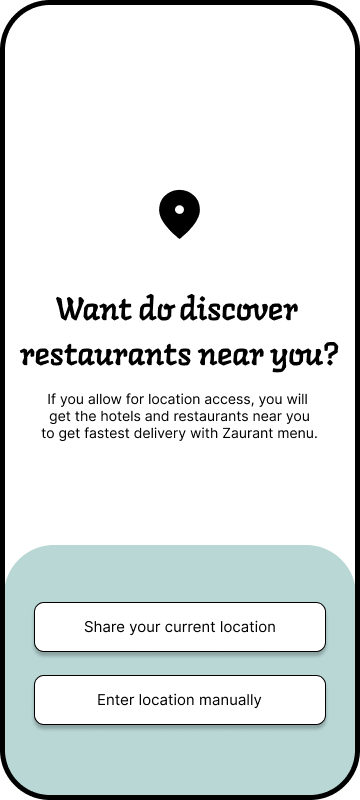 Want do discover
restaurants near you?
If you allow for location access, you will
get the hotels and restaurants near you
to get fastest delivery with Zaurant menu.
Share your current location
Enter location manually